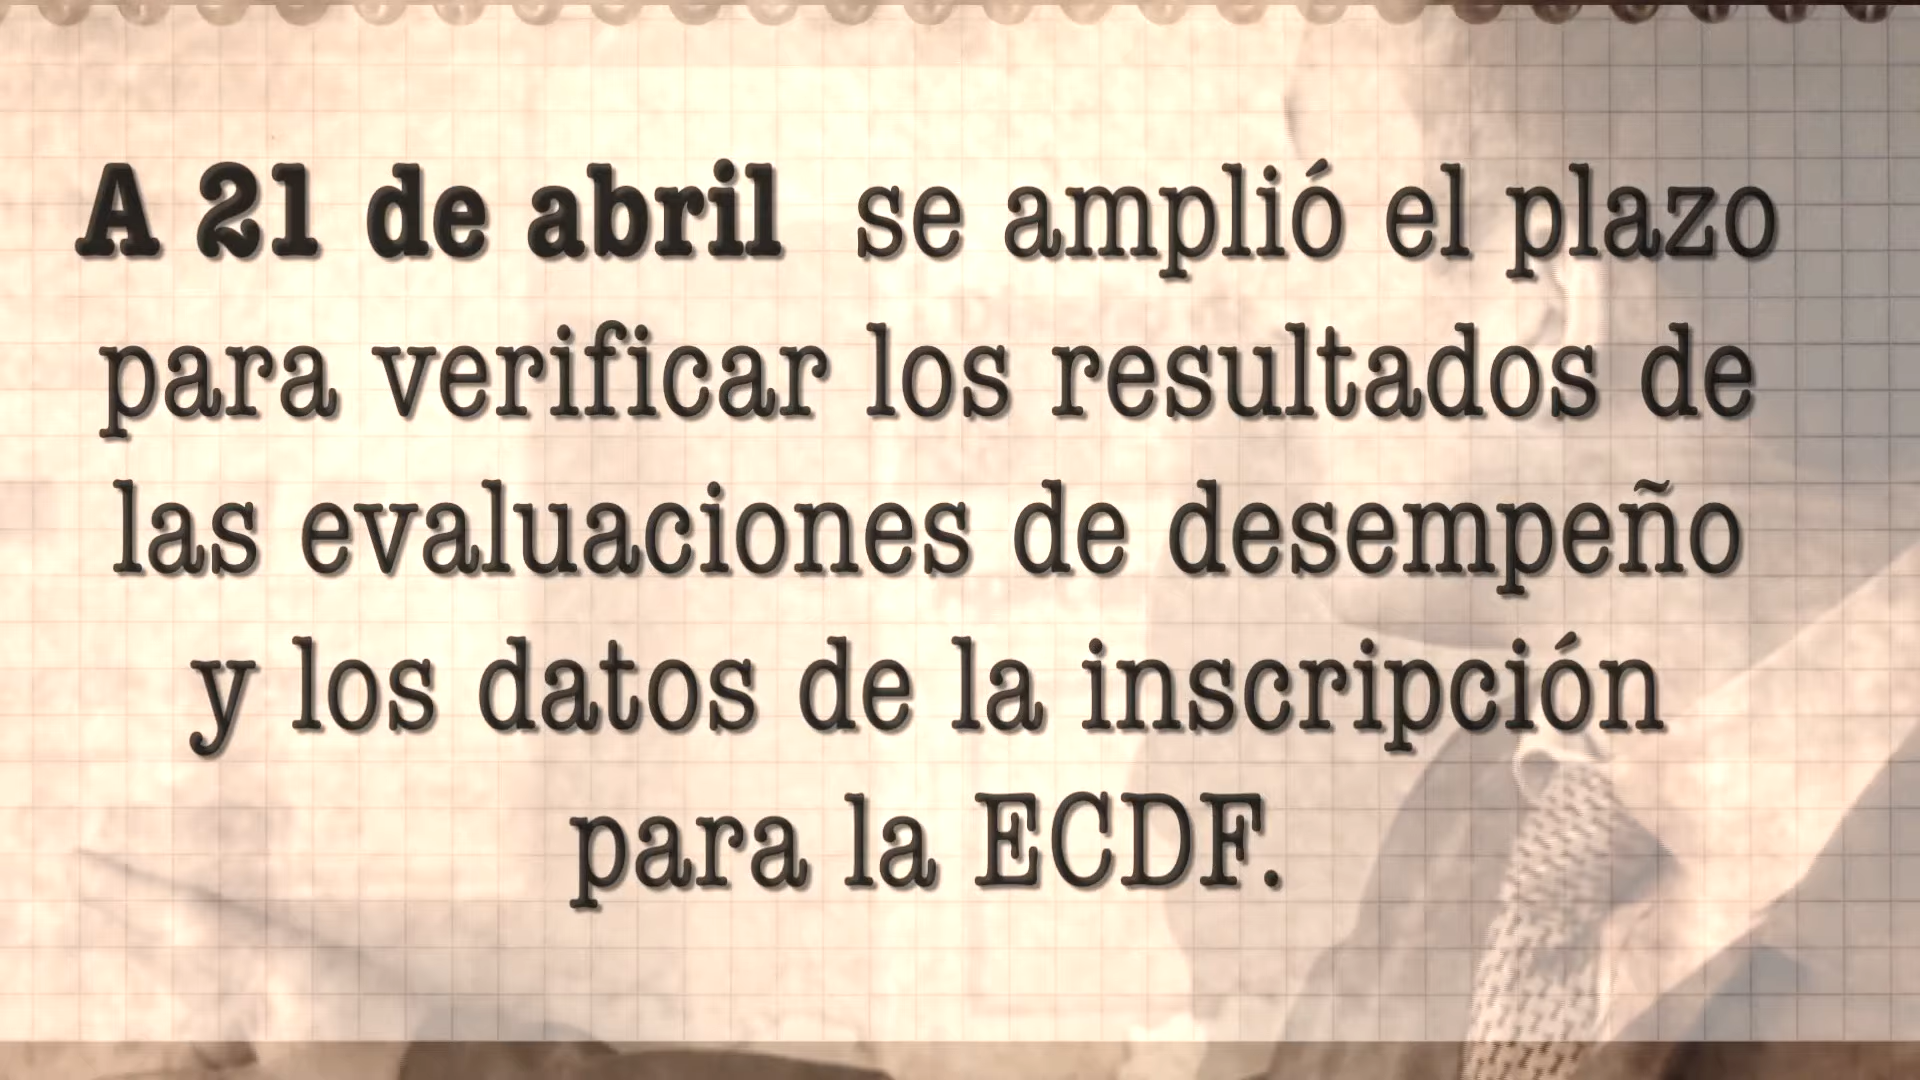 A 21 de abril se amplió el plazo
para verificar los resultados de
las evaluaciones de desempeño
y los datos de la inscripción
para la ECDF.